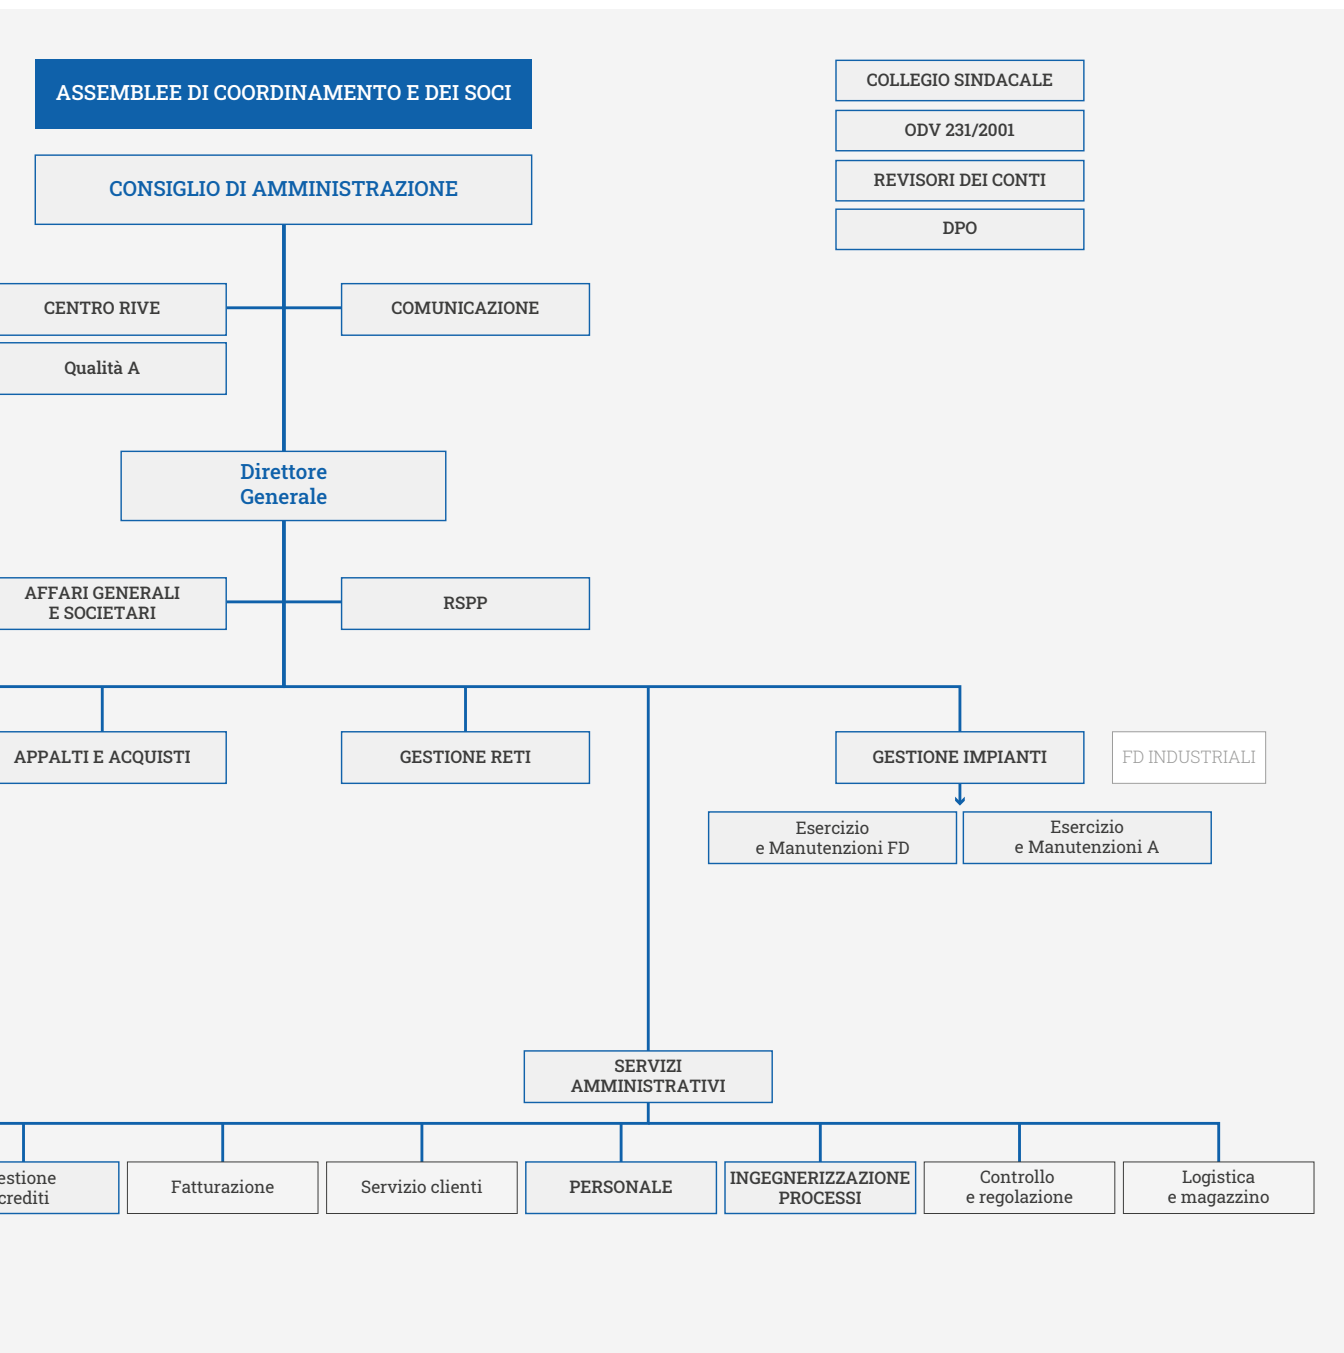 ASSEMBLEE DI COORDINAMENTO E DEI SOCI
COLLEGIO SINDACALE
ODV 231/2001
REVISORI DEI CONTI
DPO
CONSIGLIO DI AMMINISTRAZIONE
CENTRO RIVE
COMUNICAZIONE
Qualità A
Direttore
Generale
AFFARI GENERALI
E SOCIETARI
RSPP
APPALTI E ACQUISTI
GESTIONE RETI
GESTIONE IMPIANTI
FD INDUSTRIALI
Esercizio
e Manutenzioni FD
Esercizio
e Manutenzioni A
SERVIZI
AMMINISTRATIVI
estione
crediti
Fatturazione
Servizio clienti
PERSONALE
INGEGNERIZZAZIONE
PROCESSI
Controllo
e regolazione
Logistica
e magazzino